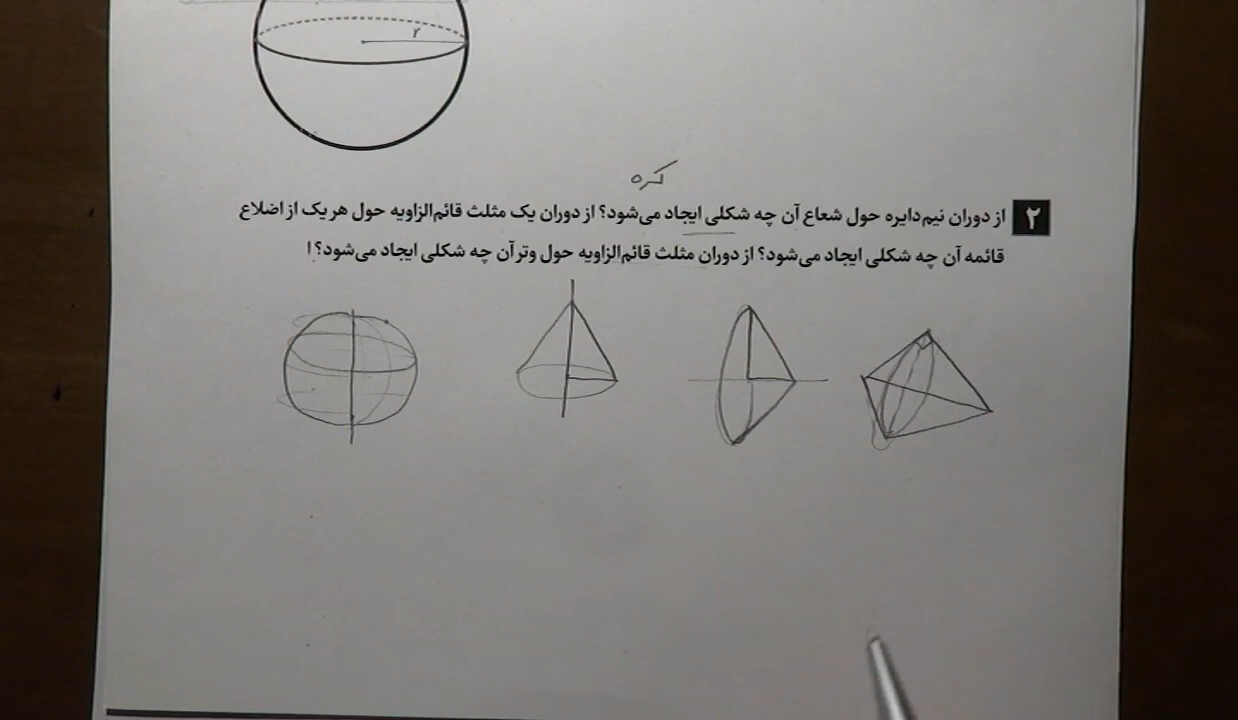 r
کره
۲ از دوران نیم‌دایره حول شعاع آن چه شکلی ایجاد می‌شود؟ از دوران یک مثلث قائم‌الزاویه حول هر یک از اضلاع
قائمه آن چه شکلی ایجاد می‌شود؟ از دوران مثلث قائم‌الزاویه حول وتر آن چه شکلی ایجاد می‌شود؟